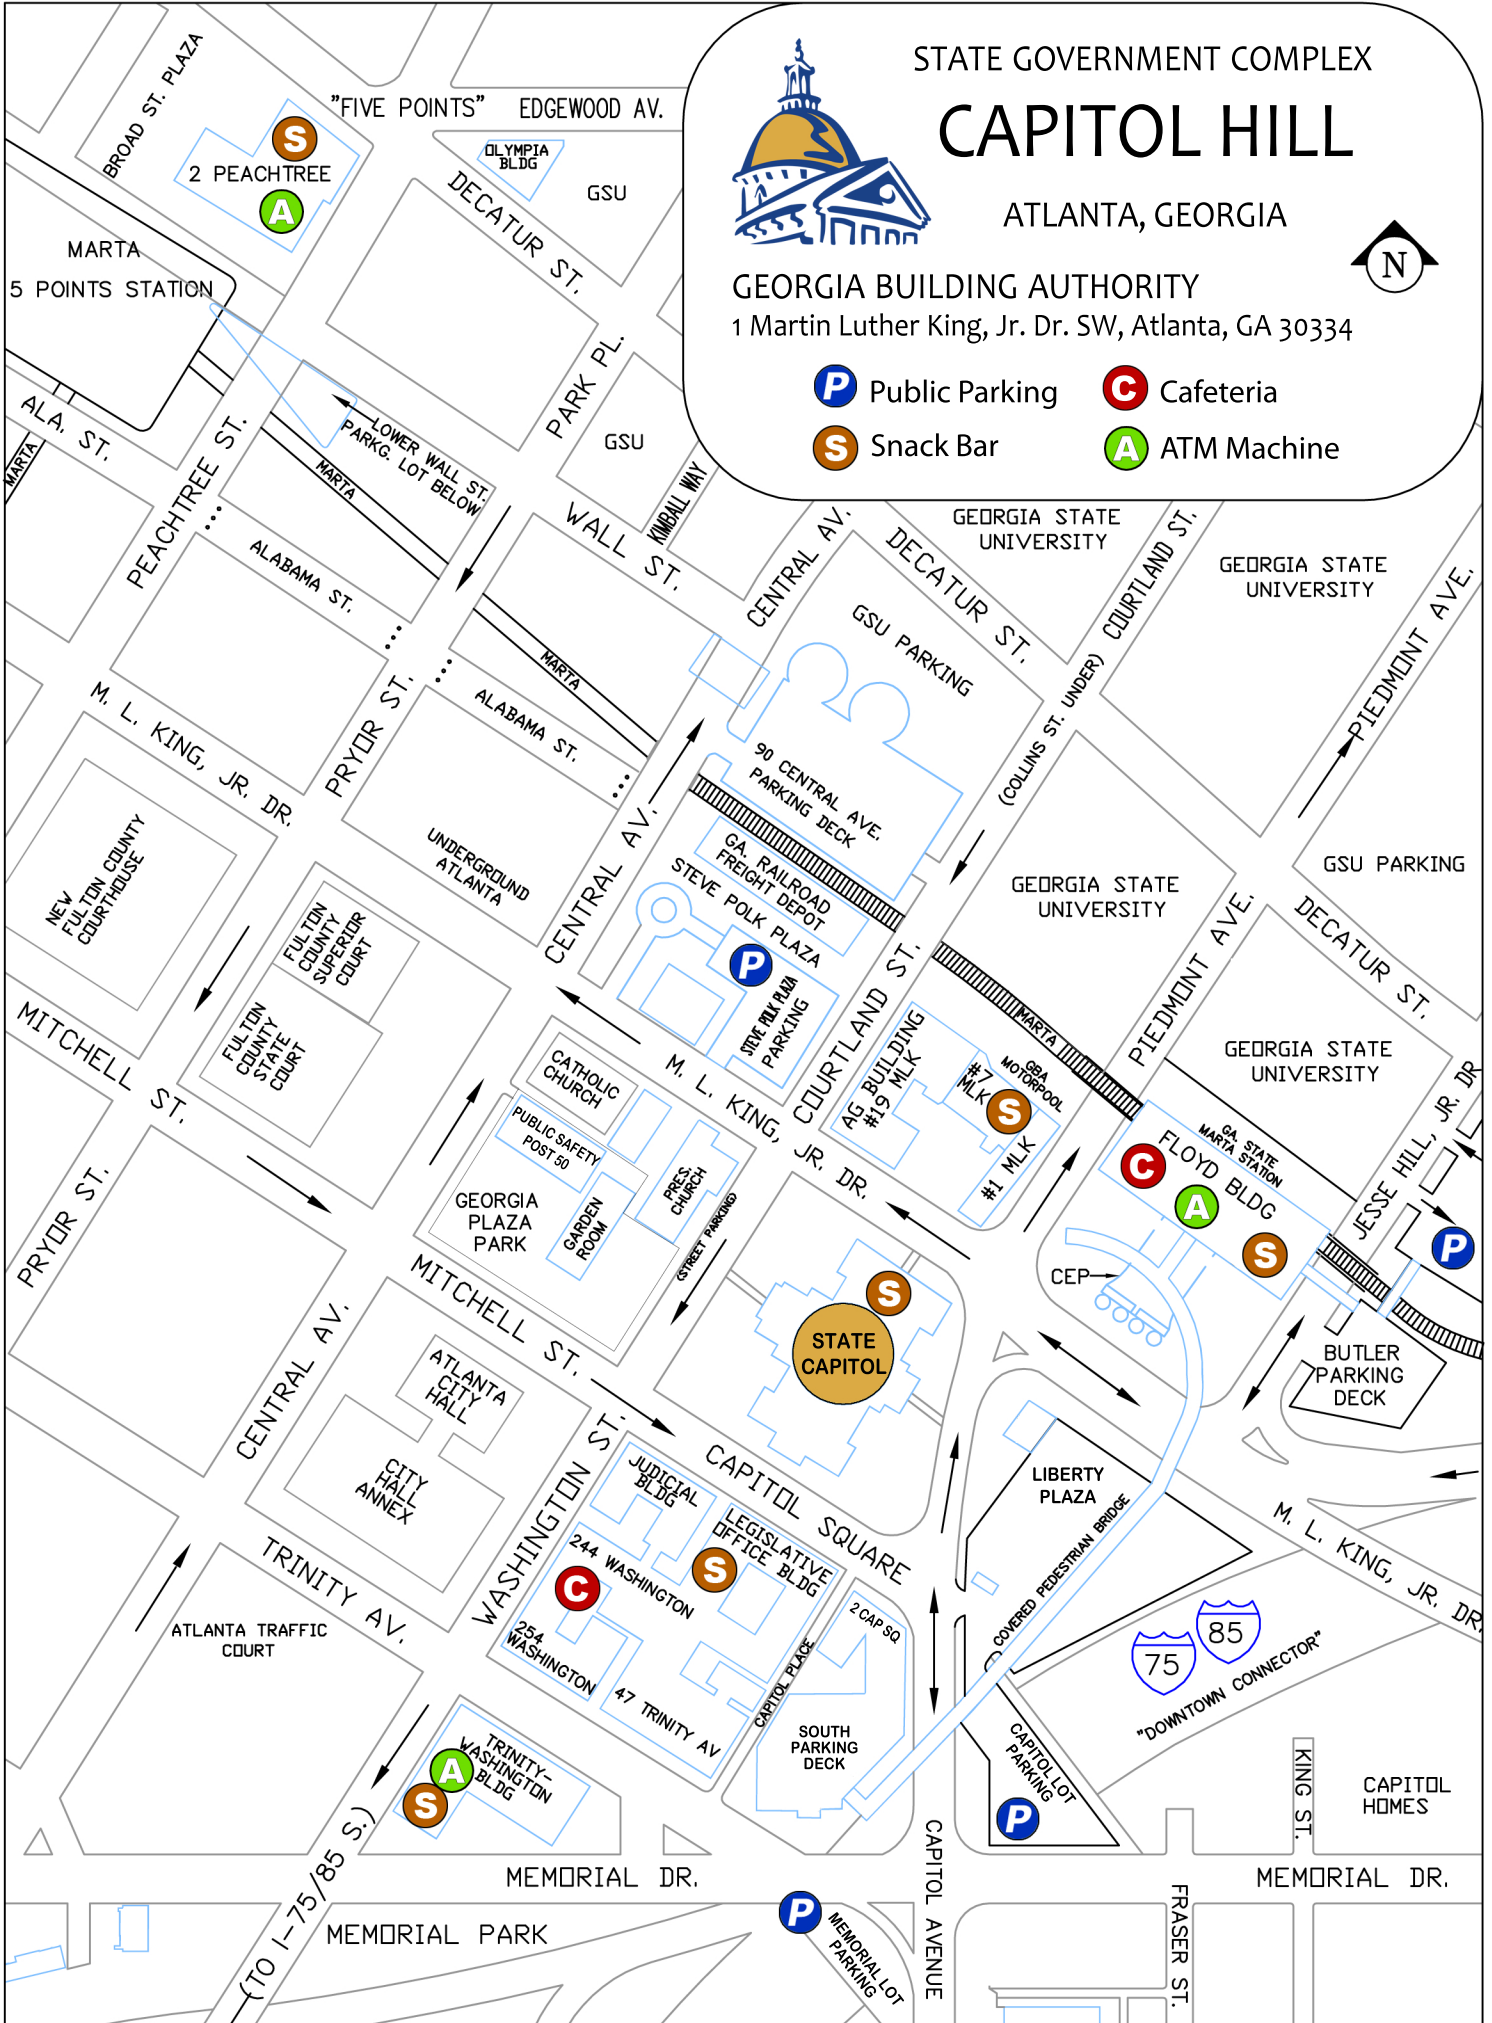 STATE GOVERNMENT COMPLEX
CAPITOL HILL
ATLANTA, GEORGIA
N
GEORGIA BUILDING AUTHORITY
1 Martin Luther King, Jr. Dr. SW, Atlanta, GA 30334
P Public Parking
C Cafeteria
S Snack Bar
A ATM Machine
BROAD ST. PLAZA
"FIVE POINTS"
EDGEWOOD AV.
S
2 PEACHTREE
A
OLYMPIA
BLDG
GSU
DECATUR ST.
MARTA
5 POINTS STATION
PARK PL.
GSU
KIMBALL WAY
ALA. ST.
MARTA
PEACHTREE ST.
LOWER WALL ST.
PARKG. LOT BELOW
MARTA
WALL ST.
CENTRAL AV.
DECATUR ST.
GEORGIA STATE
UNIVERSITY
(COLLINS ST. UNDER) COURTLAND ST.
GEORGIA STATE
UNIVERSITY
PIEDMONT AVE.
ALABAMA ST.
GSU PARKING
MARTA
M. L. KING, JR. DR.
PRYOR ST.
ALABAMA ST.
90 CENTRAL AVE.
PARKING DECK
NEW
FULTON COUNTY
COURTHOUSE
UNDERGROUND
ATLANTA
CENTRAL AV.
GA. RAILROAD
FREIGHT DEPOT
STEVE POLK PLAZA
GEORGIA STATE
UNIVERSITY
GSU PARKING
FULTON
COUNTY
SUPERIOR
COURT
P
STEVE POLK PLAZA
PARKING
COURTLAND ST.
PIEDMONT AVE.
DECATUR ST.
MITCHELL ST.
FULTON
COUNTY
STATE
COURT
MARTA
GEORGIA STATE
UNIVERSITY
CATHOLIC
CHURCH
M. L. KING, JR. DR.
AG BUILDING
#19 MLK
#7
MLK
GBA
MOTORPOOL
S
#1 MLK
JESSE HILL, JR. DR
PUBLIC SAFETY
POST 50
PRES.
CHURCH
GA. STATE
MARTA STATION
C
FLOYD BLDG
A
S
P
PRYOR ST.
GEORGIA
PLAZA
PARK
GARDEN
ROOM
(STREET PARKING)
CEP
MITCHELL ST.
S
STATE
CAPITOL
BUTLER
PARKING
DECK
CENTRAL AV.
ATLANTA
CITY
HALL
CITY
HALL
ANNEX
WASHINGTON ST.
JUDICIAL
BLDG
CAPITOL SQUARE
LIBERTY
PLAZA
COVERED PEDESTRIAN BRIDGE
M. L. KING, JR. DR.
LEGISLATIVE
OFFICE BLDG
S
244 WASHINGTON
C
TRINITY AV.
ATLANTA TRAFFIC
COURT
254
WASHINGTON
2 CAP SQ
CAPITOL PLACE
47 TRINITY AV
85
75
"DOWNTOWN CONNECTOR"
SOUTH
PARKING
DECK
CAPITOL LOT
PARKING
P
TRINITY-
WASHINGTON
BLDG
A
S
KING ST.
CAPITOL
HOMES
(TO I-75/85 S.)
MEMORIAL DR.
MEMORIAL DR.
MEMORIAL PARK
P
MEMORIAL LOT
PARKING
CAPITOL AVENUE
FRASER ST.